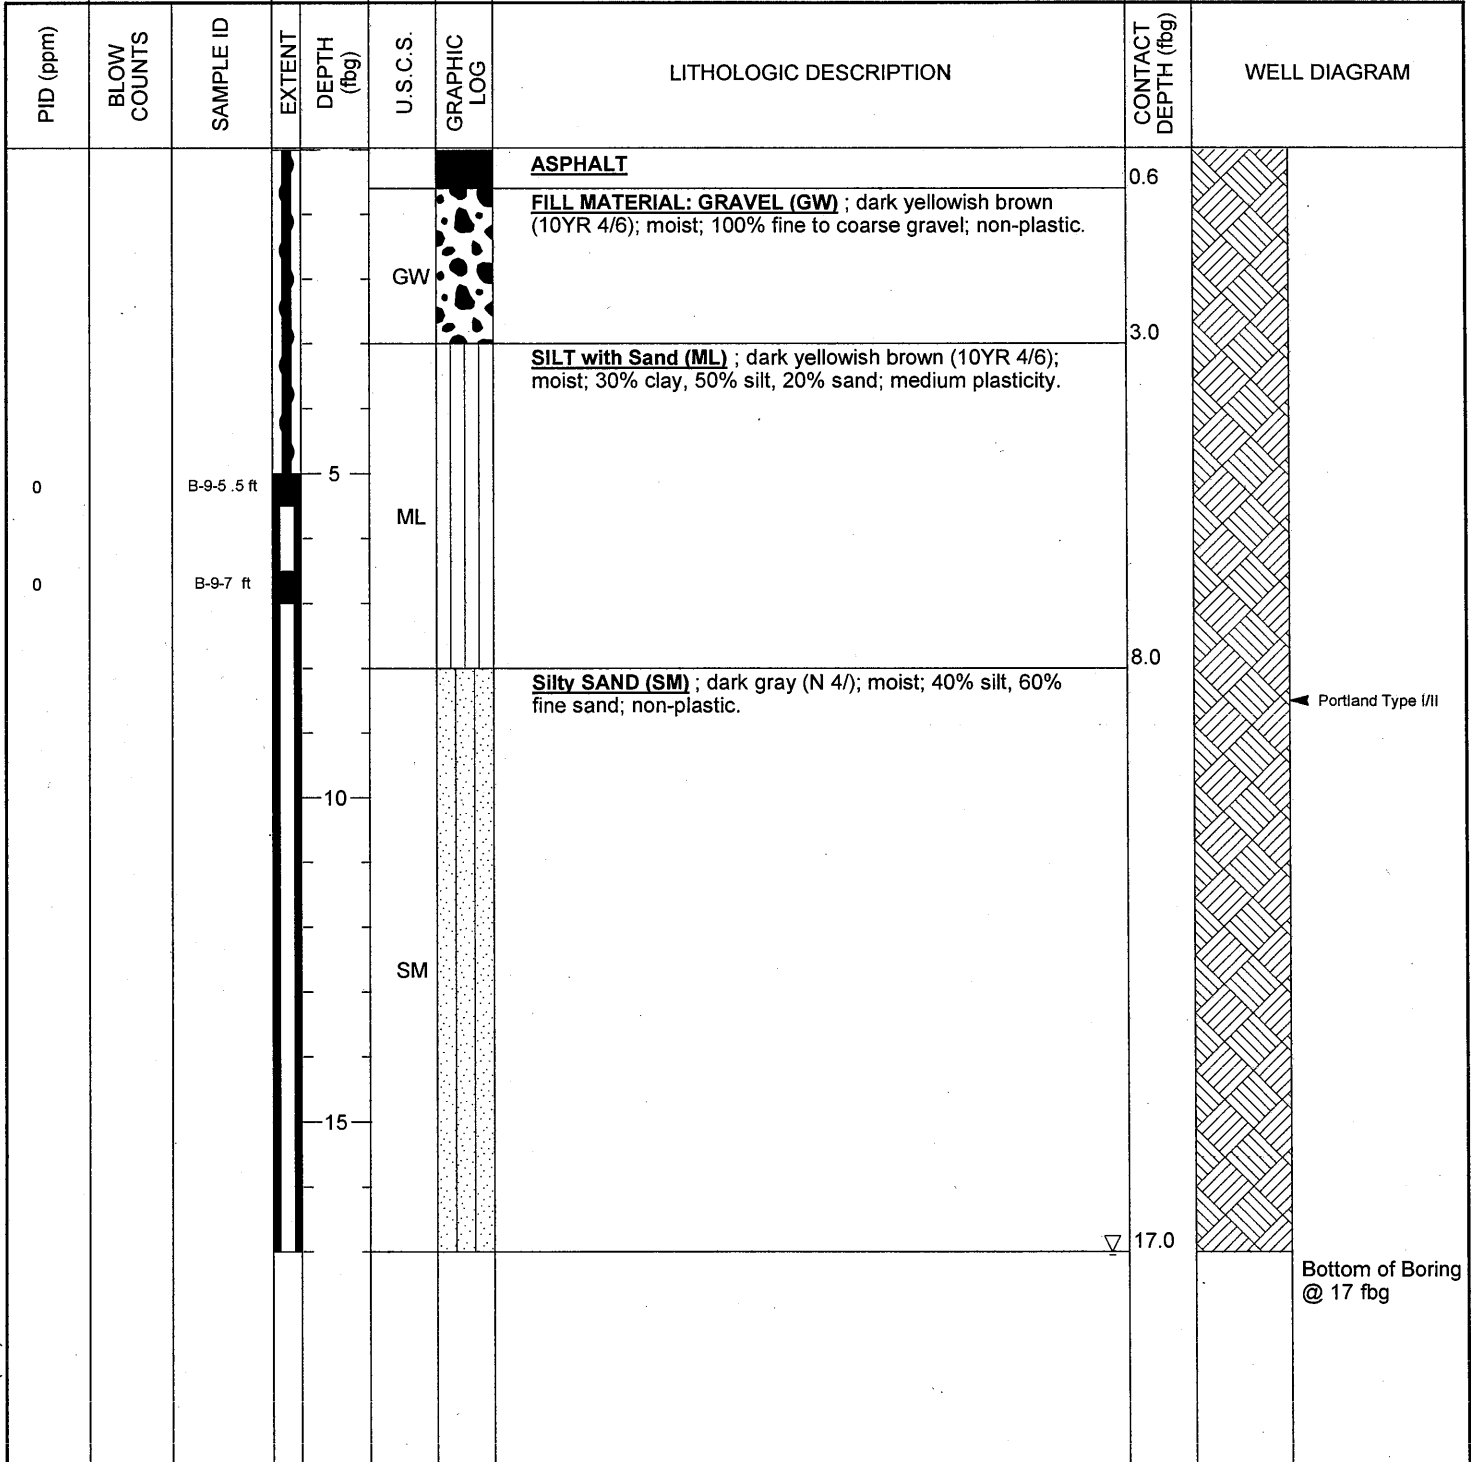 PID (ppm)
BLOW
COUNTS
SAMPLE ID
EXTENT
DEPTH
(fbg)
U.S.C.S.
GRAPHIC
LOG
LITHOLOGIC DESCRIPTION
CONTACT
DEPTH (fbg)
WELL DIAGRAM
ASPHALT
0.6
FILL MATERIAL: GRAVEL (GW) ; dark yellowish brown
(10YR 4/6); moist; 100% fine to coarse gravel; non-plastic.
GW
3.0
SILT with Sand (ML) ; dark yellowish brown (10YR 4/6);
moist; 30% clay, 50% silt, 20% sand; medium plasticity.
5
0
B-9-5 .5 ft
ML
0
B-9-7 ft
8.0
Silty SAND (SM) ; dark gray (N 4/); moist; 40% silt, 60%
fine sand; non-plastic.
Portland Type I/II
10
SM
15
17.0
Bottom of Boring
@ 17 fbg